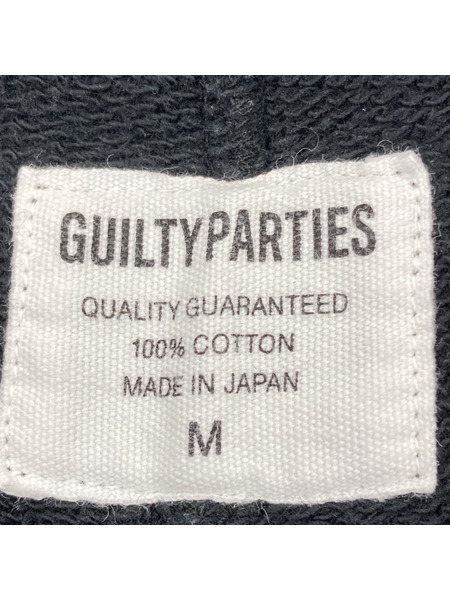 GUILTYPARTIES
QUALITY GUARANTEED
100% COTTON
MADE IN JAPAN
M